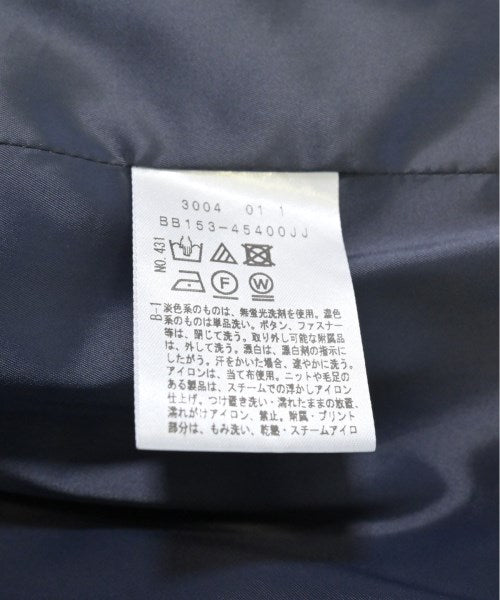 3004 01 1
BB153-45400JJ
NO. 431
F
W
B-1
淡色系のものは、無蛍光洗剤を使用。濃色
系のものは単品洗い。ボタン、ファスナー
等は、閉じて洗う。取り外し可能な附属品
は、外して洗う。漂白は、漂白剤の指示に
したがう。汗をかいた場合、速やかに洗う。
アイロンは、当て布使用。ニットや毛足の
ある製品は、スチームでの浮かしアイロン
仕上げ。つけ置き洗い・濡れたままの放置、
濡れがけアイロン、禁止。附属・プリント
部分は、もみ洗い、乾熱・スチームアイロ